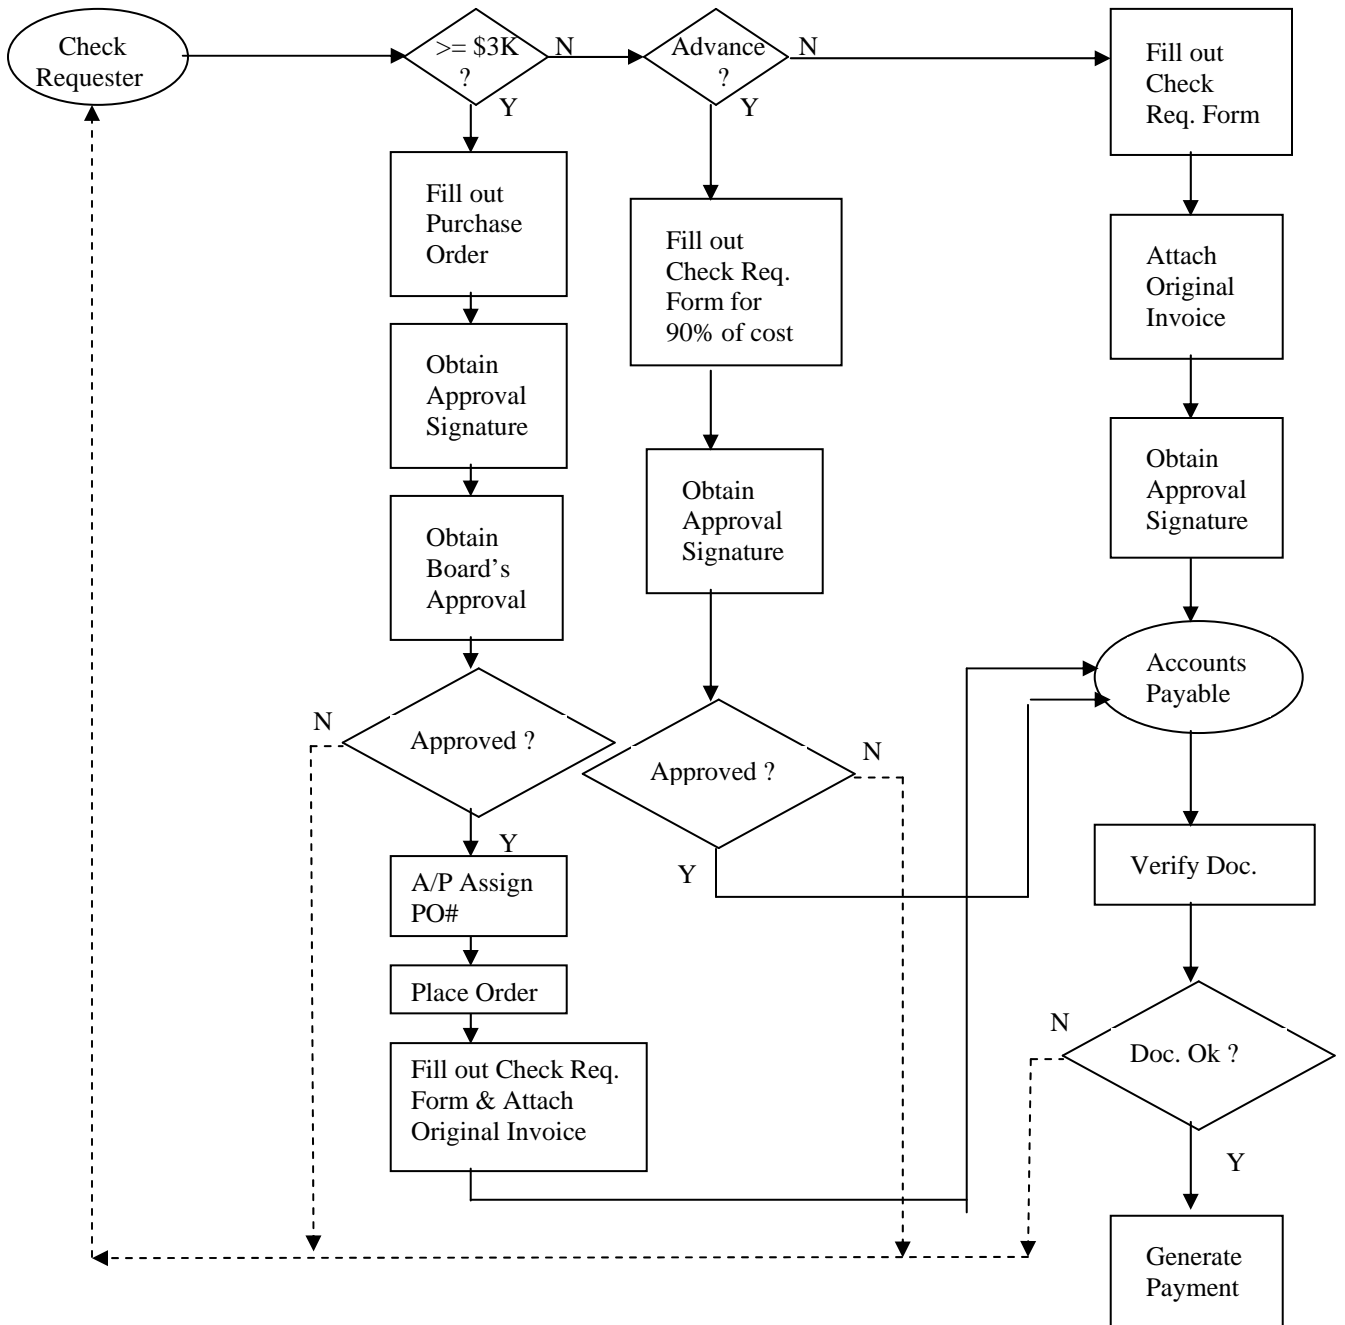 Check
Requester
>= $3K
?
N
Y
Advance
?
N
Y
Fill out
Check
Req. Form
Fill out
Purchase
Order
Obtain
Approval
Signature
Obtain
Board’s
Approval
Approved ?
N
Y
A/P Assign
PO#
Place Order
Fill out Check Req.
Form & Attach
Original Invoice
Fill out
Check Req.
Form for
90% of cost
Obtain
Approval
Signature
Approved ?
N
Y
Attach
Original
Invoice
Obtain
Approval
Signature
Accounts
Payable
Verify Doc.
Doc. Ok ?
N
Y
Generate
Payment